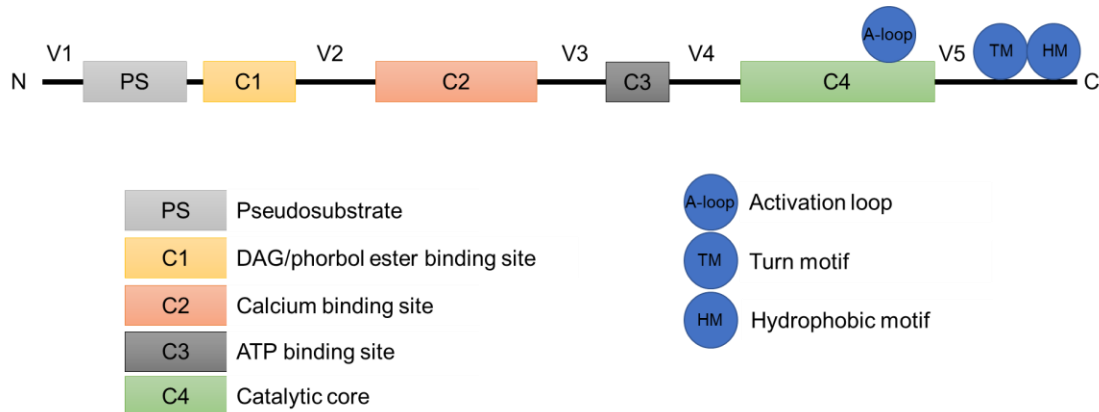 V1 V2 V3 V4 A-loop V5 TM HM
N PS C1 C2 C3 C4 C
PS Pseudosubstrate
C1 DAG/phorbol ester binding site
C2 Calcium binding site
C3 ATP binding site
C4 Catalytic core
A-loop Activation loop
TM Turn motif
HM Hydrophobic motif